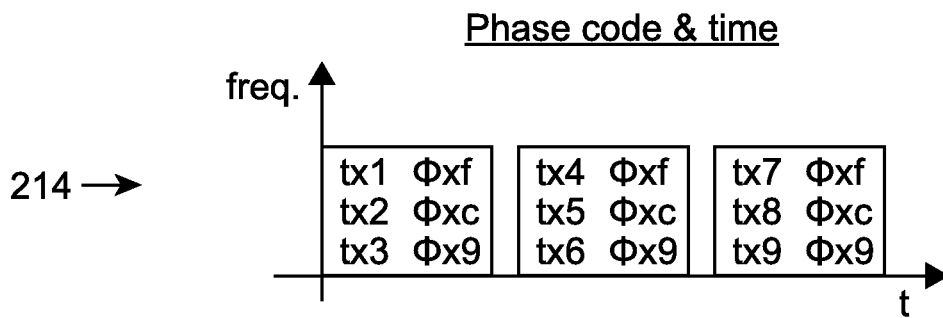 Phase code & time
freq.
214
tx1 Φxf tx4 Φxf tx7 Φxf
tx2 Φxc tx5 Φxc tx8 Φxc
tx3 Φx9 tx6 Φx9 tx9 Φx9
t